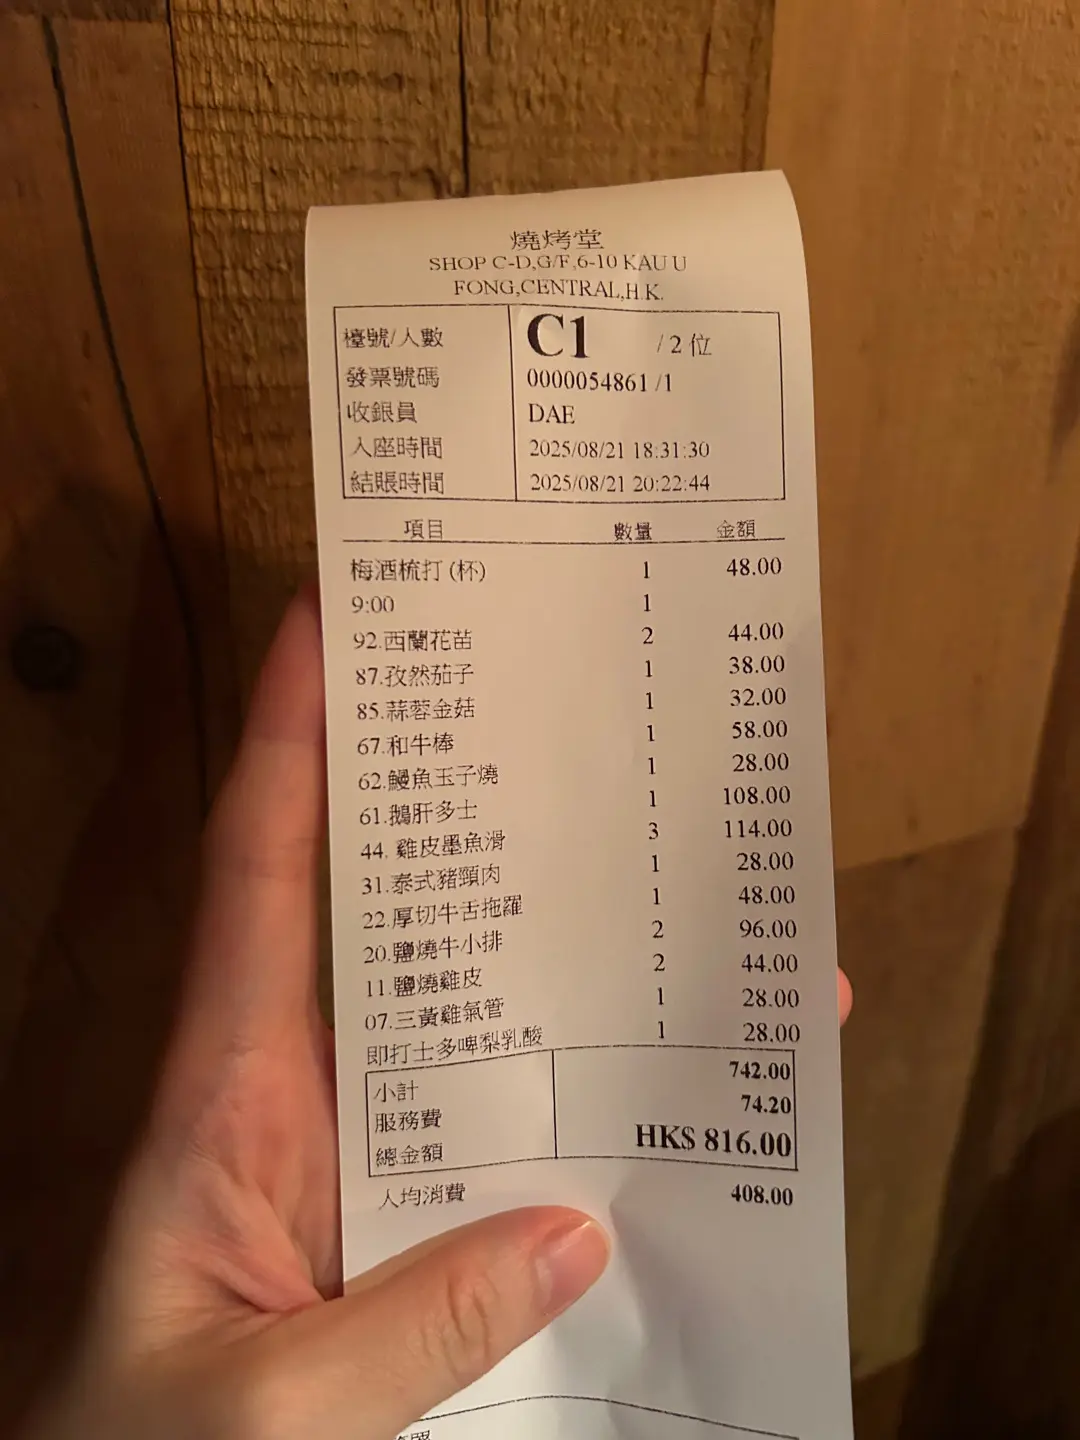 燒烤堂
SHOP C-D,G/F,6-10 KAU U
FONG,CENTRAL,H.K.
檯號/人數 C1 / 2 位
發票號碼 0000054861 /1
收銀員 DAE
入座時間 2025/08/21 18:31:30
結賬時間 2025/08/21 20:22:44
項目 數量 金額
梅酒梳打 (杯) 1 48.00
9:00 1
92.西蘭花苗 2 44.00
87.孜然茄子 1 38.00
85.蒜蓉金菇 1 32.00
67.和牛棒 1 58.00
62.鰻魚玉子燒 1 28.00
61.鵝肝多士 1 108.00
44. 雞皮墨魚滑 3 114.00
31.泰式豬頸肉 1 28.00
22.厚切牛舌拖羅 1 48.00
20.鹽燒牛小排 2 96.00
11.鹽燒雞皮 2 44.00
07.三黃雞氣管 1 28.00
即打士多啤梨乳酸 1 28.00
小計 742.00
服務費 74.20
總金額 HK$ 816.00
人均消費 408.00